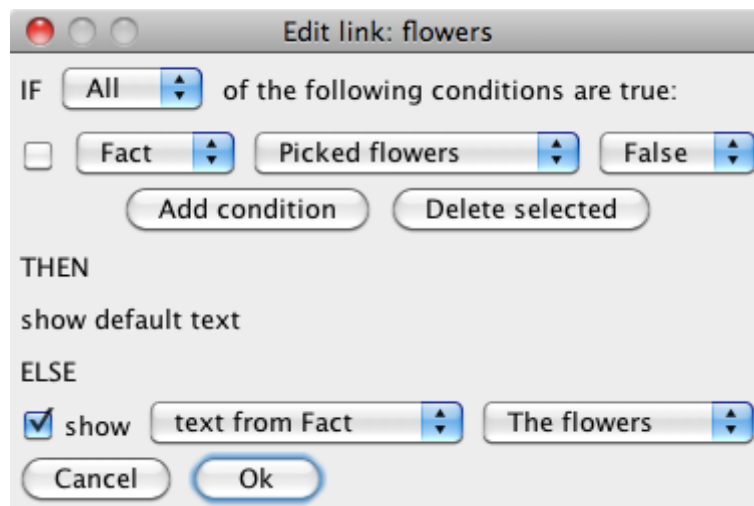 Edit link: flowers
IF All of the following conditions are true:
Fact Picked flowers False
Add condition Delete selected
THEN
show default text
ELSE
show text from Fact The flowers
Cancel Ok